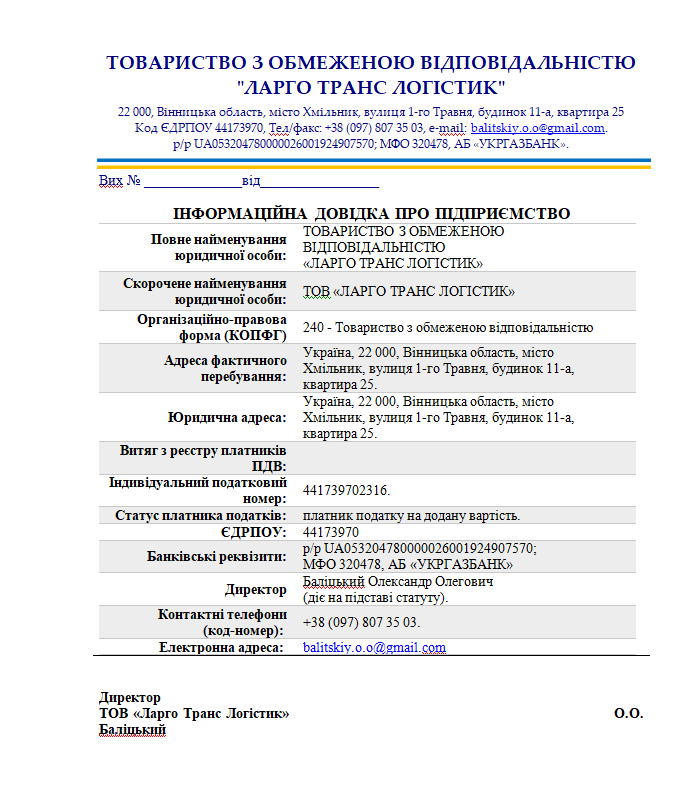 ТОВАРИСТВО З ОБМЕЖЕНОЮ ВІДПОВІДАЛЬНІСТЮ
"ЛАРГО ТРАНС ЛОГІСТИК"
22 000, Вінницька область, місто Хмільник, вулиця 1-го Травня, будинок 11-а, квартира 25
Код ЄДРПОУ 44173970, Тел/факс: +38 (097) 807 35 03, e-mail: balitskiy.o.o@gmail.com.
р/р UA053204780000026001924907570; МФО 320478, АБ «УКРГАЗБАНК».
Вих № ______________від_________________
ІНФОРМАЦІЙНА ДОВІДКА ПРО ПІДПРИЄМСТВО
Повне найменування
юридичної особи:
ТОВАРИСТВО З ОБМЕЖЕНОЮ
ВІДПОВІДАЛЬНІСТЮ
«ЛАРГО ТРАНС ЛОГІСТИК»
Скорочене найменування
юридичної особи:
ТОВ «ЛАРГО ТРАНС ЛОГІСТИК»
Організаційно-правова
форма (КОПФГ)
240 - Товариство з обмеженою відповідальністю
Адреса фактичного
перебування:
Україна, 22 000, Вінницька область, місто
Хмільник, вулиця 1-го Травня, будинок 11-а,
квартира 25.
Юридична адреса:
Україна, 22 000, Вінницька область, місто
Хмільник, вулиця 1-го Травня, будинок 11-а,
квартира 25.
Витяг з реєстру платників
ПДВ:
Індивідуальний податковий
номер:
441739702316.
Статус платника податків:
платник податку на додану вартість.
ЄДРПОУ:
44173970
Банківські реквізити:
р/р UA053204780000026001924907570;
МФО 320478, АБ «УКРГАЗБАНК»
Директор
Баліцький Олександр Олегович
(діє на підставі статуту).
Контактні телефони
(код-номер):
+38 (097) 807 35 03.
Електронна адреса:
balitskiy.o.o@gmail.com
Директор
ТОВ «Ларго Транс Логістик» О.О.
Баліцький